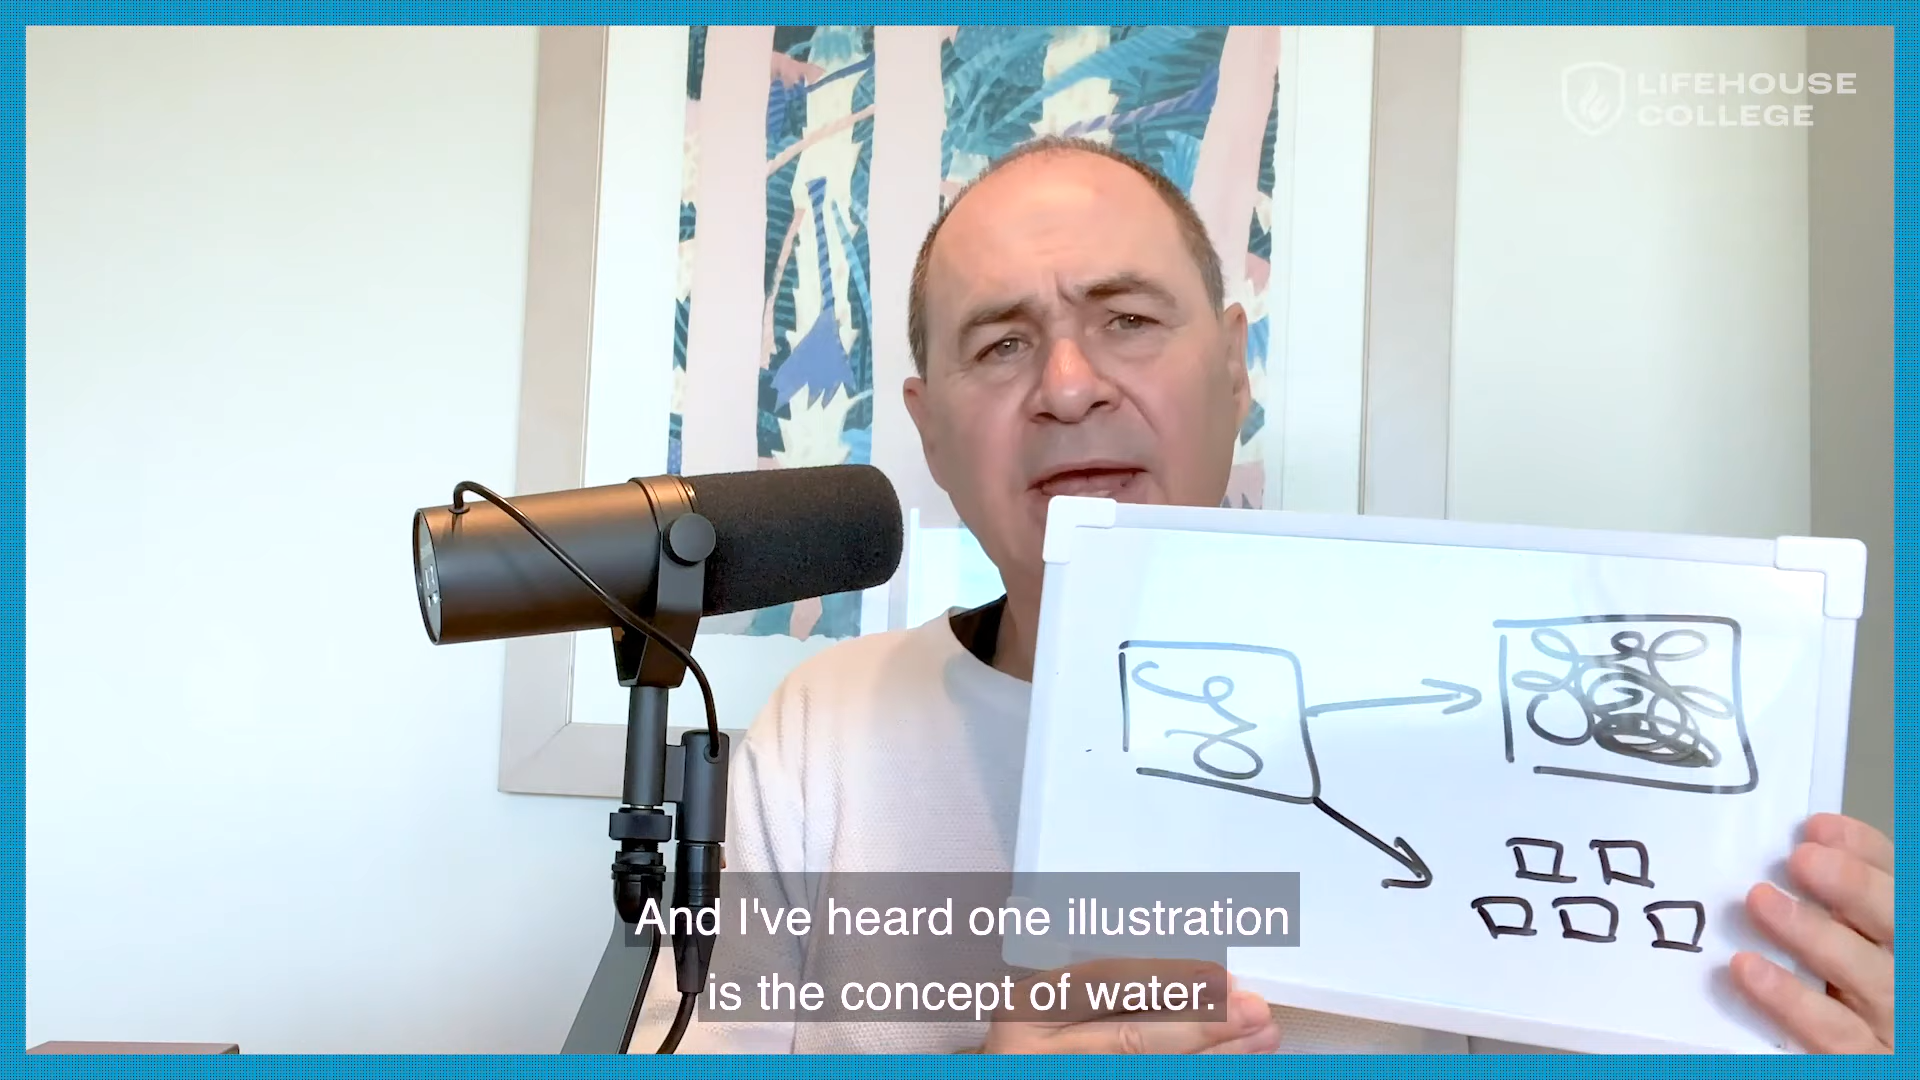 LIFEHOUSE
COLLEGE
And I've heard one illustration
is the concept of water.